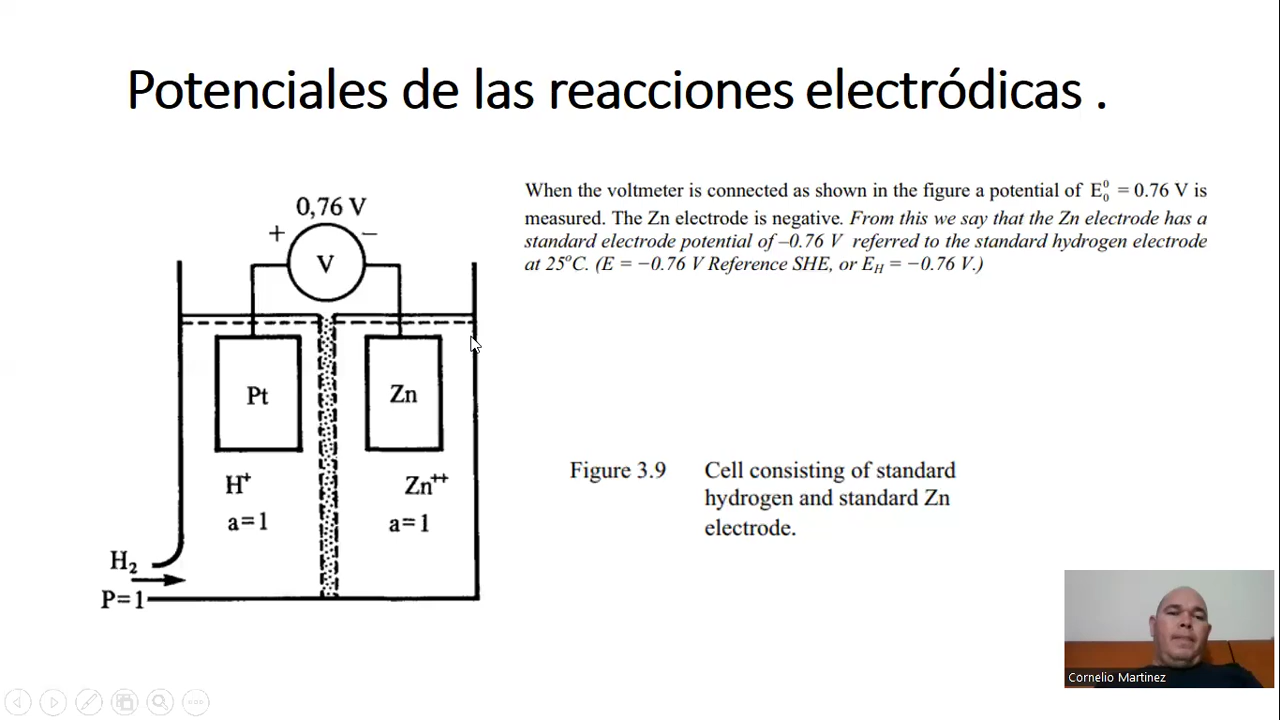 Potenciales de las reacciones electródicas .
0,76 V
+ −
V
Pt
Zn
H⁺
Zn⁺⁺
a=1
a=1
H₂
P=1
When the voltmeter is connected as shown in the figure a potential of E₀⁰ = 0.76 V is
measured. The Zn electrode is negative. From this we say that the Zn electrode has a
standard electrode potential of –0.76 V referred to the standard hydrogen electrode
at 25°C. (E = −0.76 V Reference SHE, or E_H = −0.76 V.)
Figure 3.9 Cell consisting of standard
hydrogen and standard Zn
electrode.
Cornelio Martinez